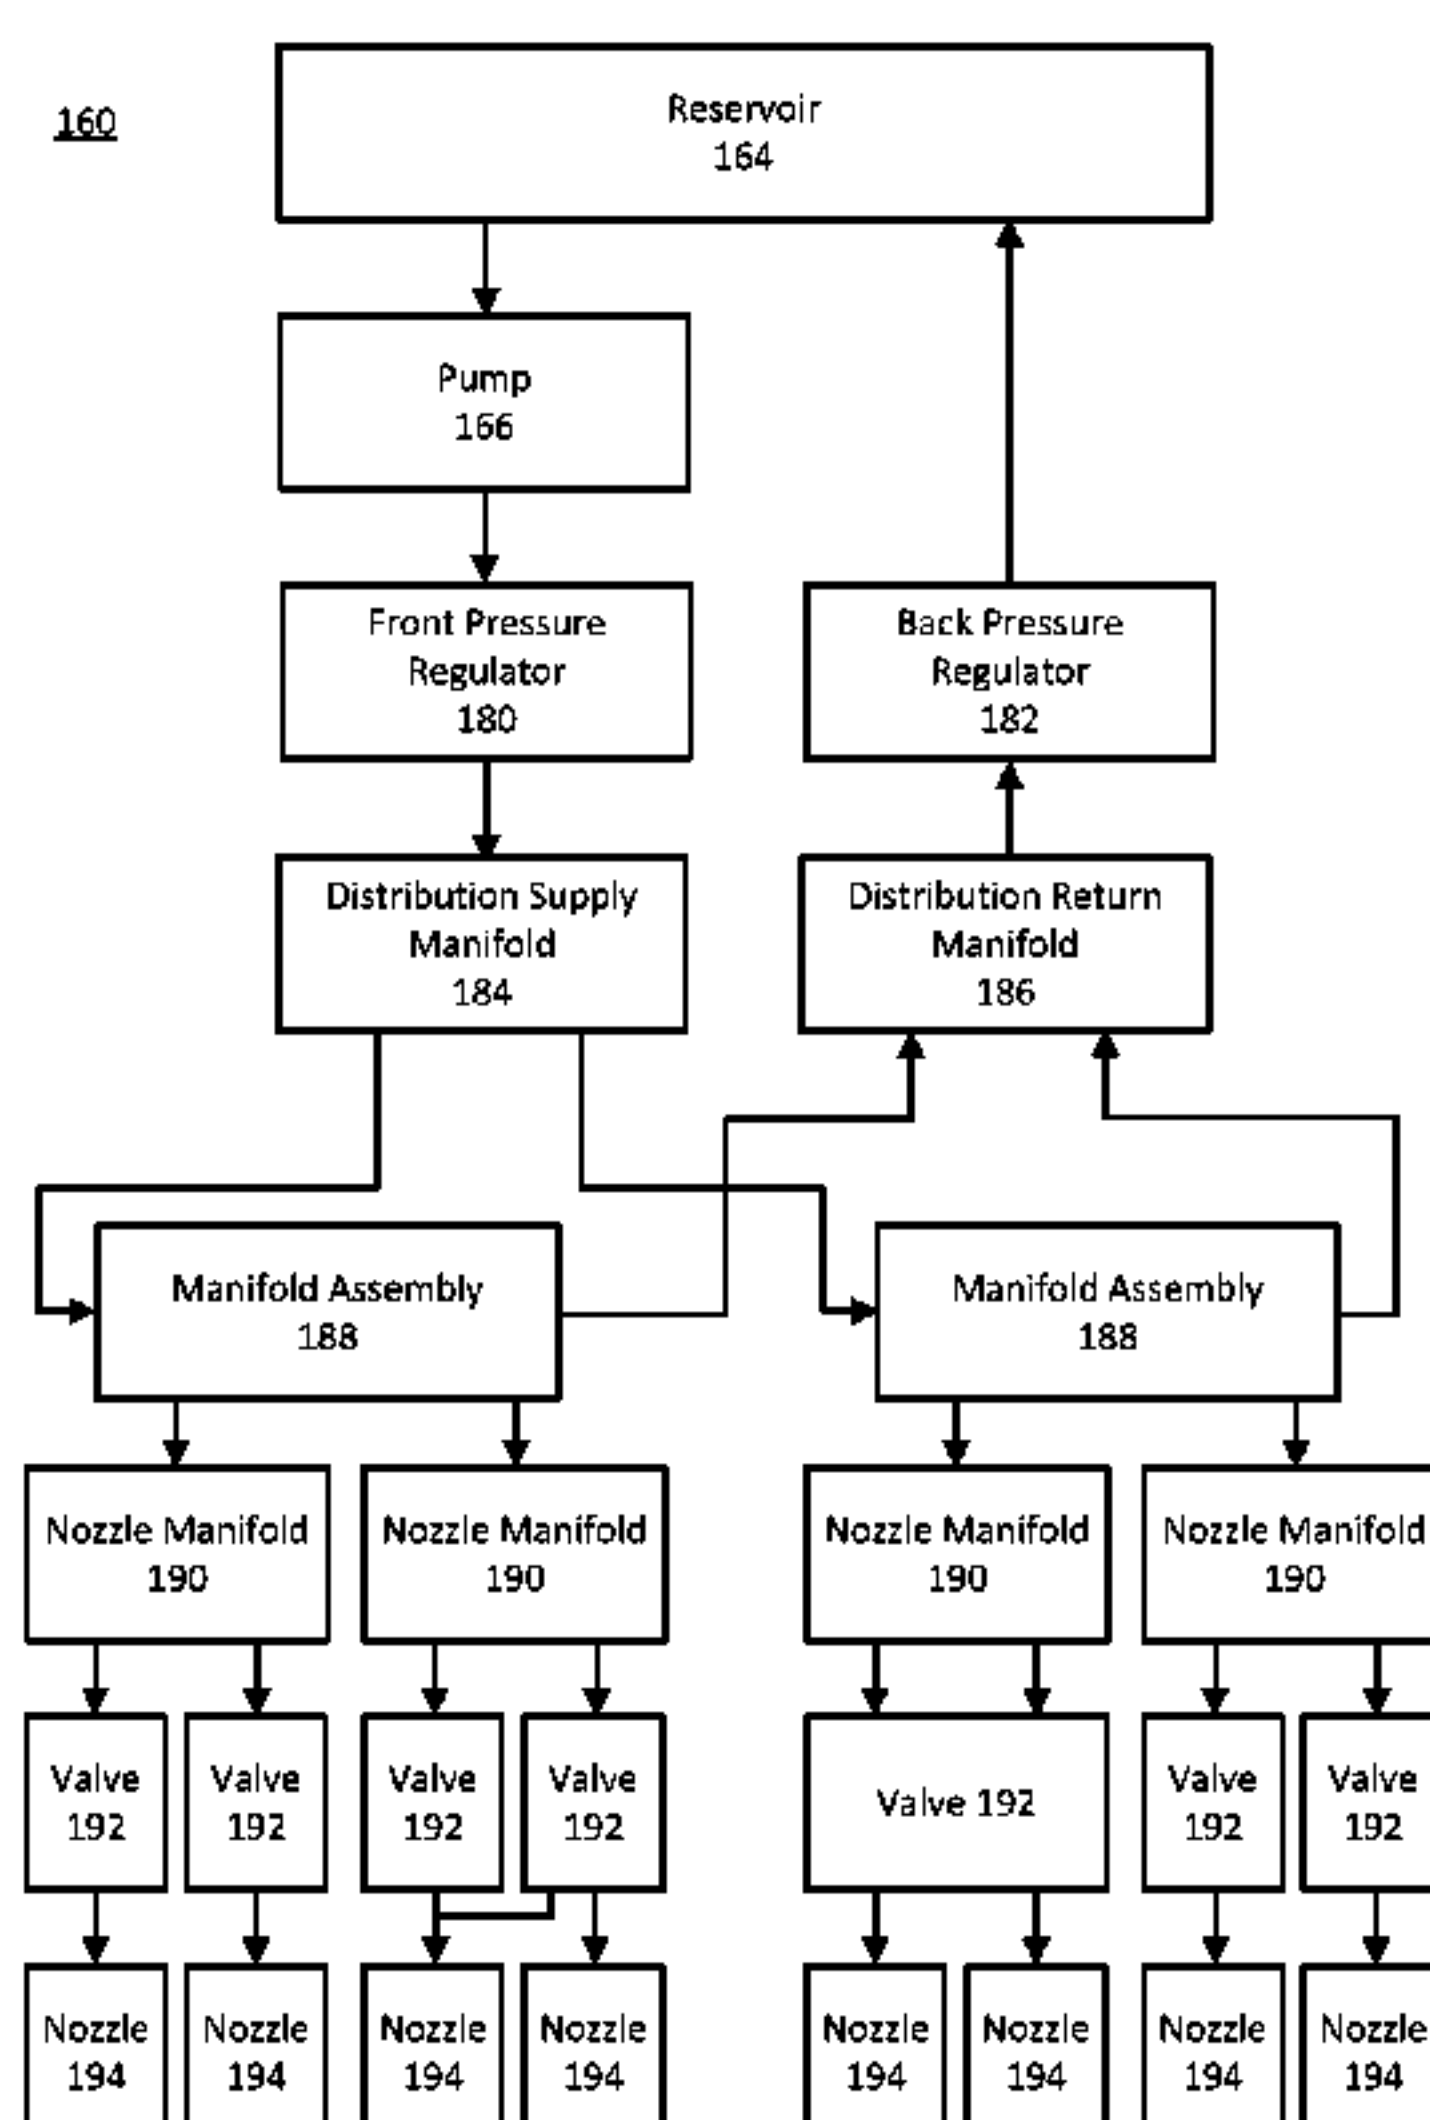 160
Reservoir
164
Pump
166
Front Pressure
Regulator
180
Back Pressure
Regulator
182
Distribution Supply
Manifold
184
Distribution Return
Manifold
186
Manifold Assembly
188
Manifold Assembly
188
Nozzle Manifold
190
Nozzle Manifold
190
Nozzle Manifold
190
Nozzle Manifold
190
Valve
192
Valve
192
Valve
192
Valve
192
Valve 192
Valve
192
Valve
192
Nozzle
194
Nozzle
194
Nozzle
194
Nozzle
194
Nozzle
194
Nozzle
194
Nozzle
194
Nozzle
194